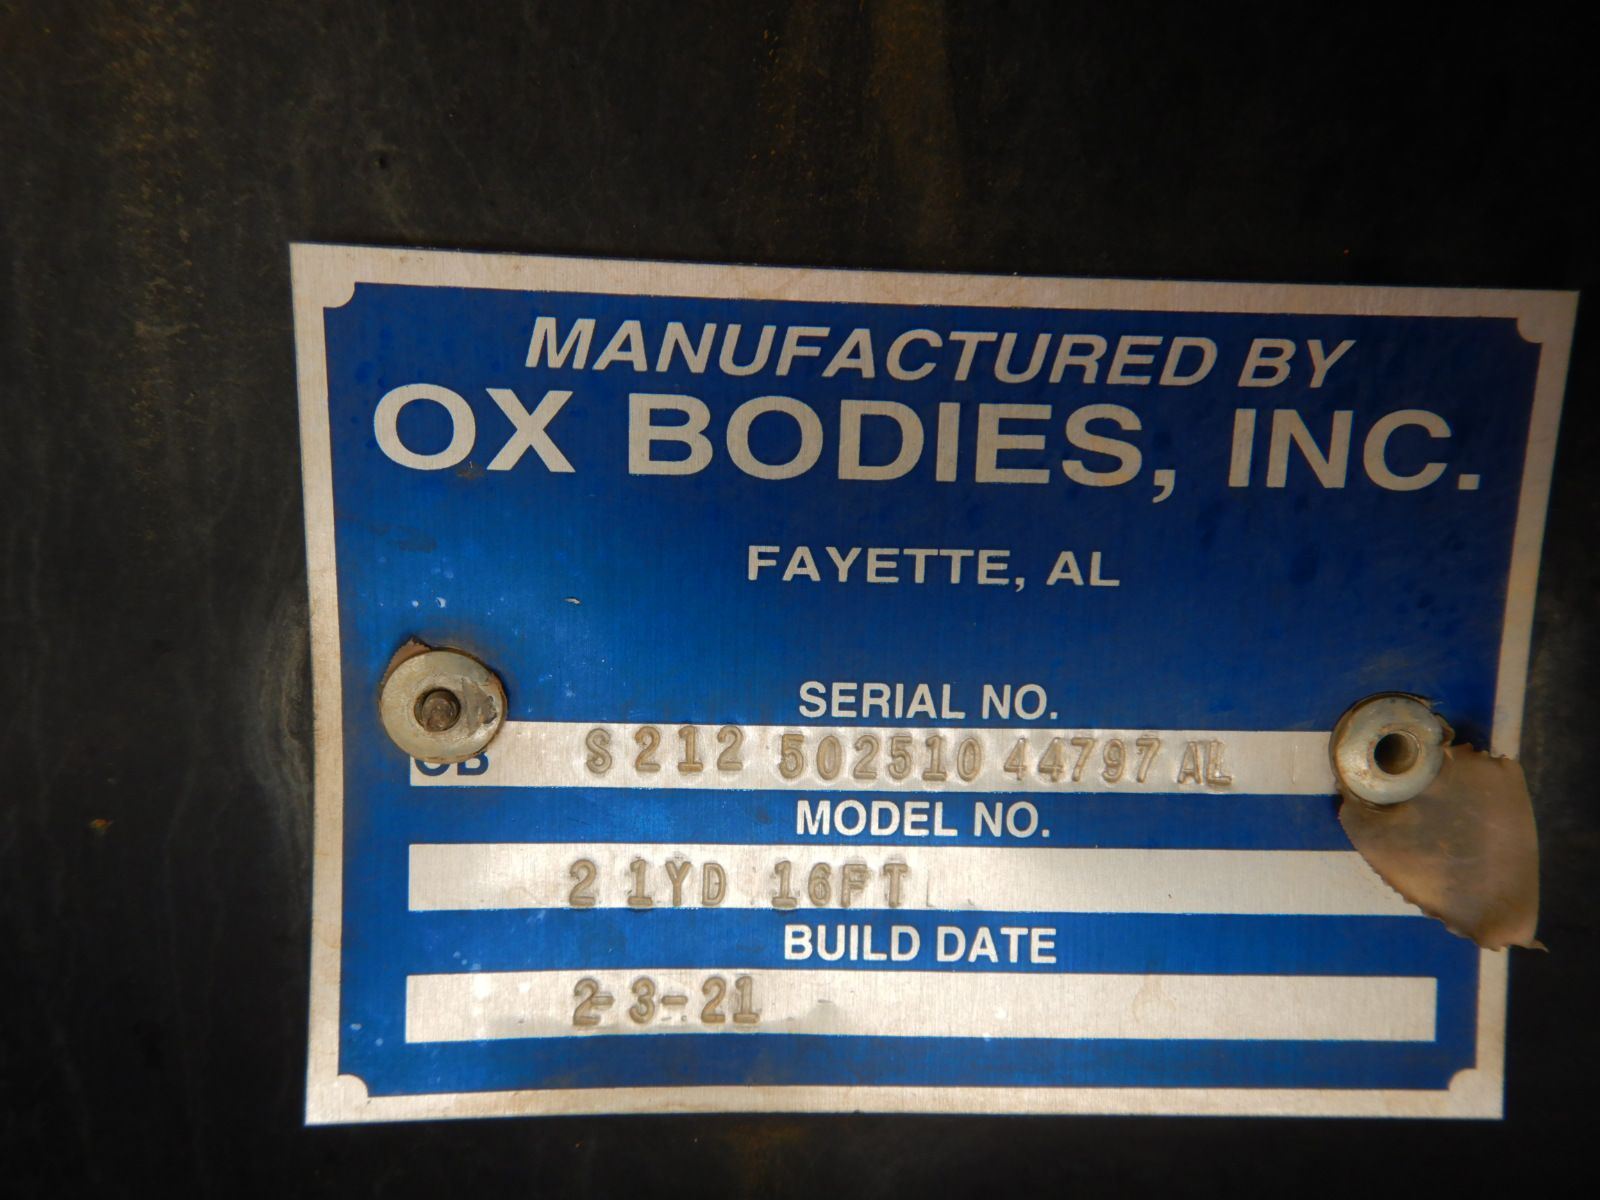 MANUFACTURED BY
OX BODIES, INC.
FAYETTE, AL
SERIAL NO.
OB S 212 502510 44797 AL
MODEL NO.
2 1YD 16FT
BUILD DATE
2-3-21